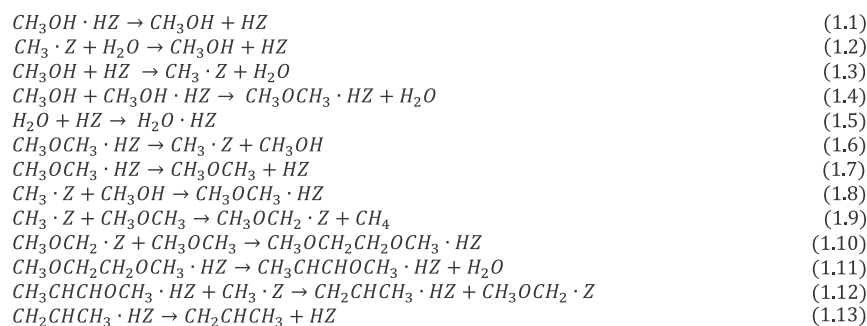 CH₃OH · HZ → CH₃OH + HZ (1.1)
CH₃ · Z + H₂O → CH₃OH + HZ (1.2)
CH₃OH + HZ → CH₃ · Z + H₂O (1.3)
CH₃OH + CH₃OH · HZ → CH₃OCH₃ · HZ + H₂O (1.4)
H₂O + HZ → H₂O · HZ (1.5)
CH₃OCH₃ · HZ → CH₃ · Z + CH₃OH (1.6)
CH₃OCH₃ · HZ → CH₃OCH₃ + HZ (1.7)
CH₃ · Z + CH₃OH → CH₃OCH₃ · HZ (1.8)
CH₃ · Z + CH₃OCH₃ → CH₃OCH₂ · Z + CH₄ (1.9)
CH₃OCH₂ · Z + CH₃OCH₃ → CH₃OCH₂CH₂OCH₃ · HZ (1.10)
CH₃OCH₂CH₂OCH₃ · HZ → CH₃CHCHOCH₃ · HZ + H₂O (1.11)
CH₃CHCHOCH₃ · HZ + CH₃ · Z → CH₂CHCH₃ · HZ + CH₃OCH₂ · Z (1.12)
CH₂CHCH₃ · HZ → CH₂CHCH₃ + HZ (1.13)